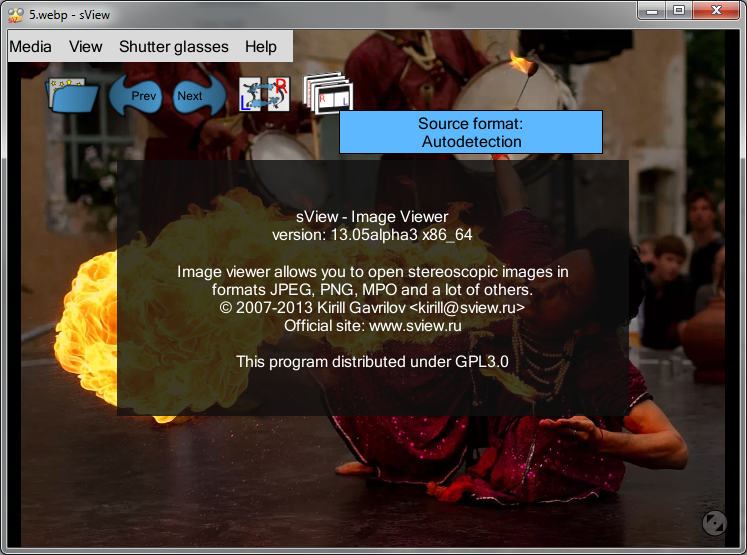 5.webp - sView
Media View Shutter glasses Help
Prev Next L R R L
Source format:
Autodetection
sView - Image Viewer
version: 13.05alpha3 x86_64
Image viewer allows you to open stereoscopic images in
formats JPEG, PNG, MPO and a lot of others.
© 2007-2013 Kirill Gavrilov <kirill@sview.ru>
Official site: www.sview.ru
This program distributed under GPL3.0